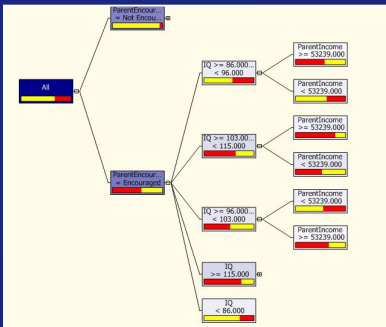 ParentEncour...
= Not Encou...
All
ParentEncour...
= Encouraged
IQ >= 86.000...
< 96.000
IQ >= 103.00...
< 115.000
IQ >= 96.000...
< 103.000
IQ
>= 115.000
IQ
< 86.000
ParentIncome
>= 53239.000
ParentIncome
< 53239.000
ParentIncome
>= 53239.000
ParentIncome
< 53239.000
ParentIncome
< 53239.000
ParentIncome
>= 53239.000